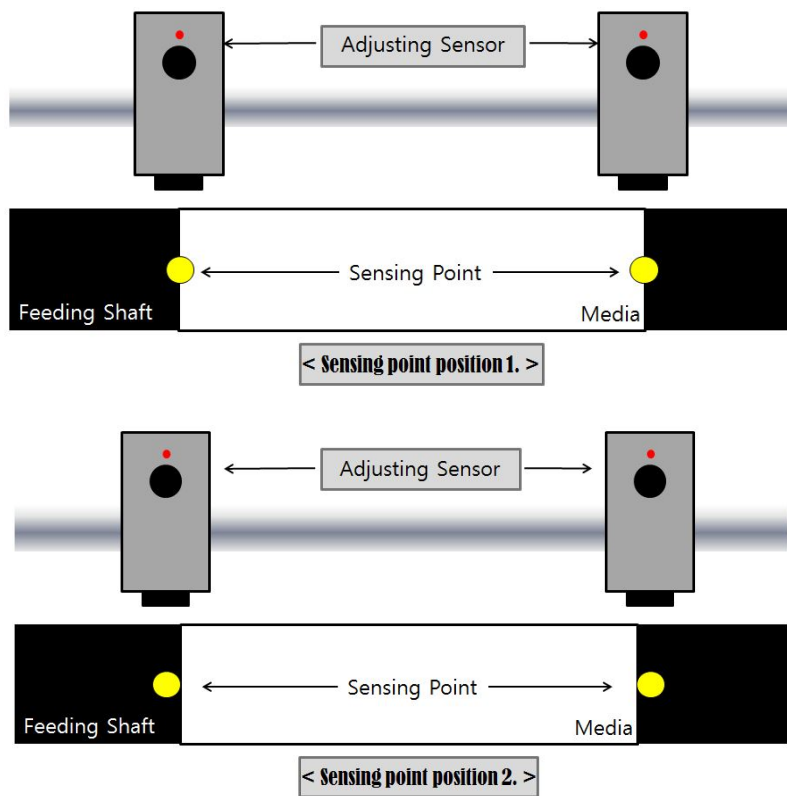 Adjusting Sensor
Sensing Point
Feeding Shaft
Media
< Sensing point position 1. >
Adjusting Sensor
Sensing Point
Feeding Shaft
Media
< Sensing point position 2. >